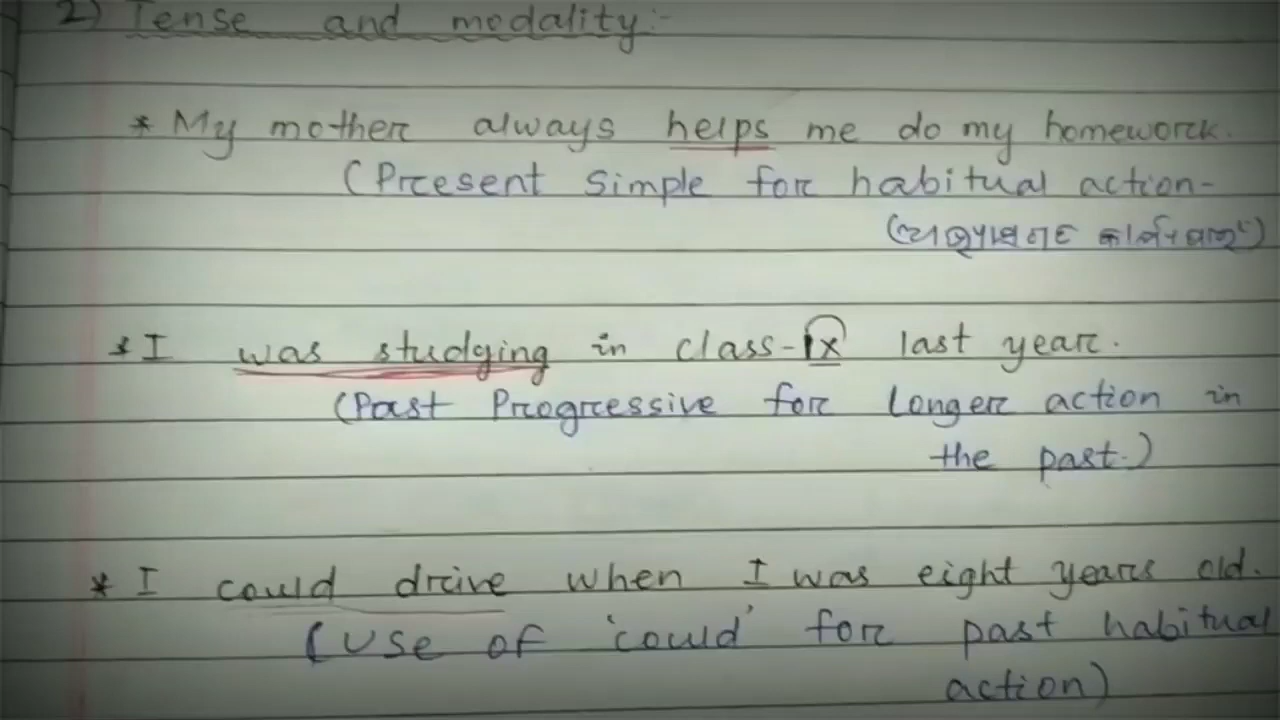 2) Tense and modality:-
* My mother always helps me do my homework.
(Present Simple for habitual action-
* I was studying in class-IX last year.
(Past Progressive for Longer action in
the past.)
* I could drive when I was eight years old.
(Use of 'could' for past habitual
action)